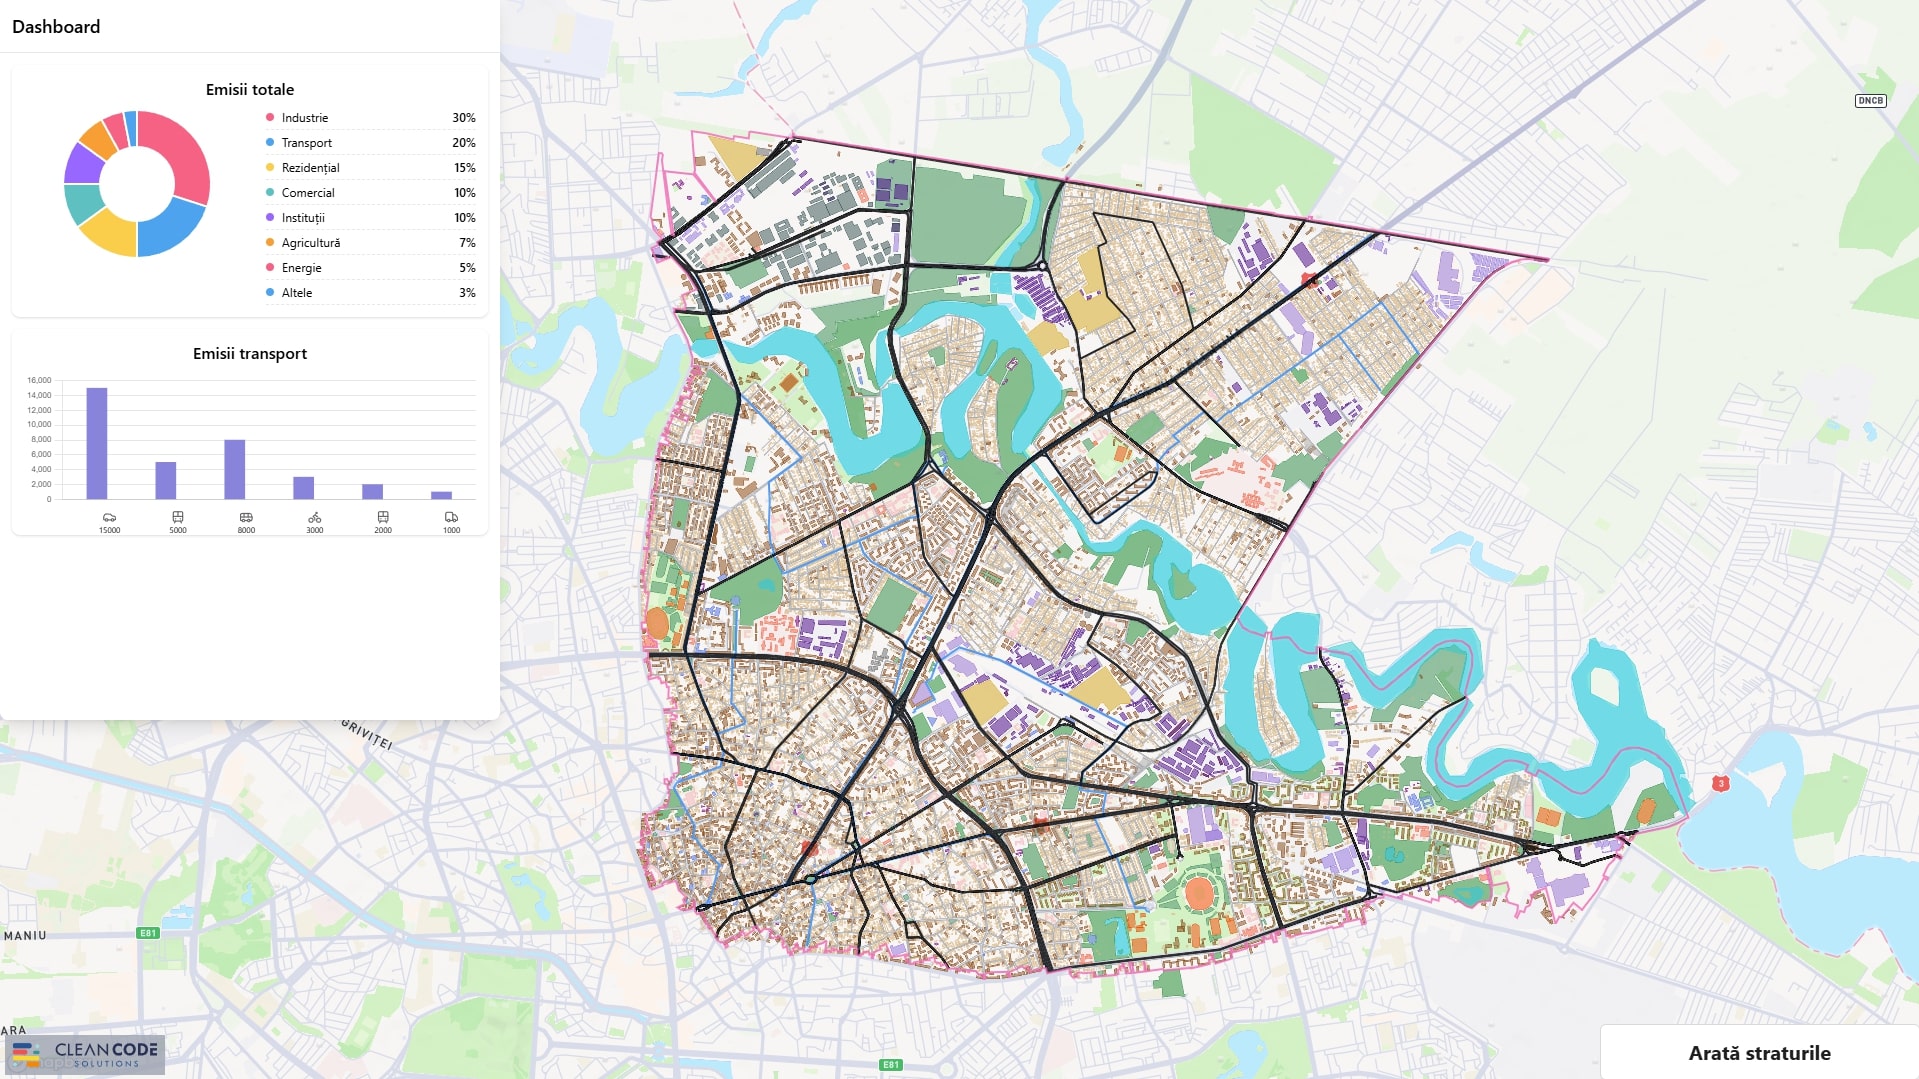 Dashboard
Emisii totale
Industrie 30%
Transport 20%
Rezidențial 15%
Comercial 10%
Instituții 10%
Agricultură 7%
Energie 5%
Altele 3%
Emisii transport
16,000
14,000
12,000
10,000
8,000
6,000
4,000
2,000
0
15000 5000 8000 3000 2000 1000
DNCB
GRIVIȚEI
3
MANIU
E81
ARA
CLEANCODE
SOLUTIONS
E81
Arată straturile